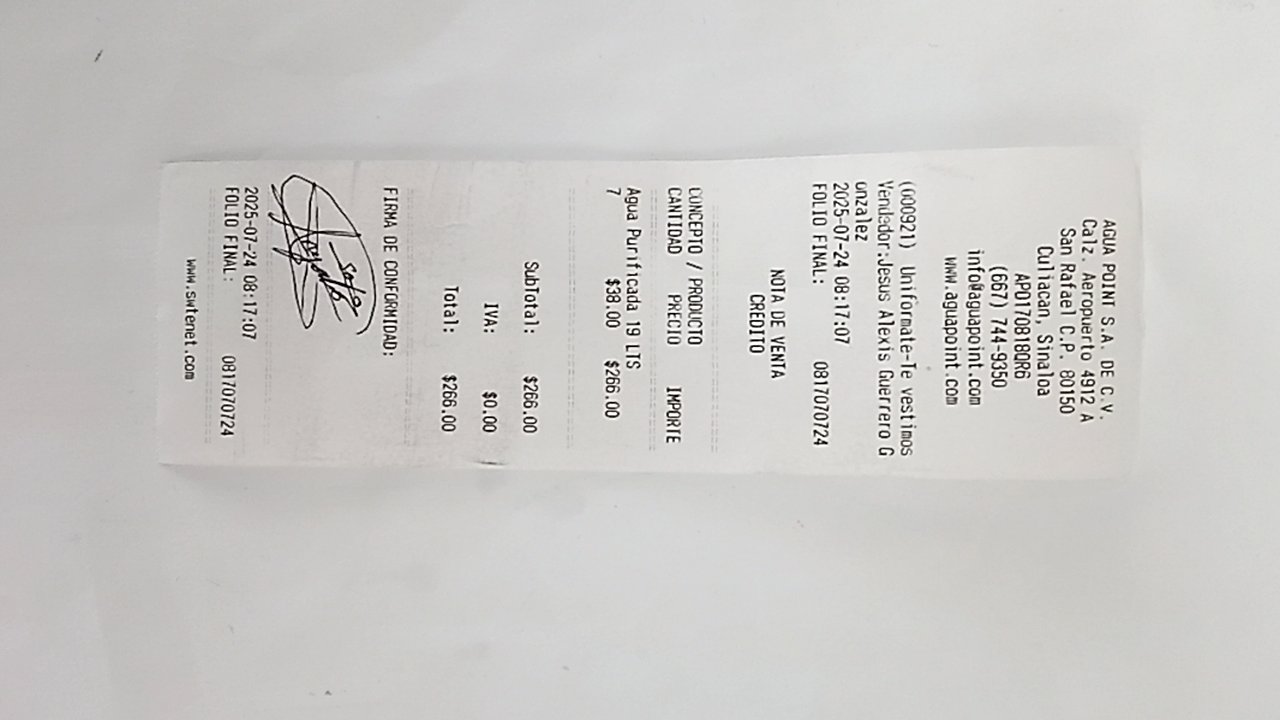 AGUA POINT S.A. DE C.V.
Calz. Aeropuerto 4912 A
San Rafael C.P. 80150
Culiacan, Sinaloa
APO170818QR6
(667) 744-9350
info@aguapoint.com
www.aguapoint.com
(000921) Uniformate-Te vestimos
Vendedor:Jesus Alexis Guerrero G
onzalez
2025-07-24 08:17:07
FOLIO FINAL: 0817070724
NOTA DE VENTA
CREDITO
CONCEPTO / PRODUCTO
CANTIDAD PRECIO IMPORTE
Agua Purificada 19 LTS
7 $38.00 $266.00
SubTotal: $266.00
IVA: $0.00
Total: $266.00
FIRMA DE CONFORMIDAD:
2025-07-24 08:17:07
FOLIO FINAL: 0817070724
www.swtenet.com